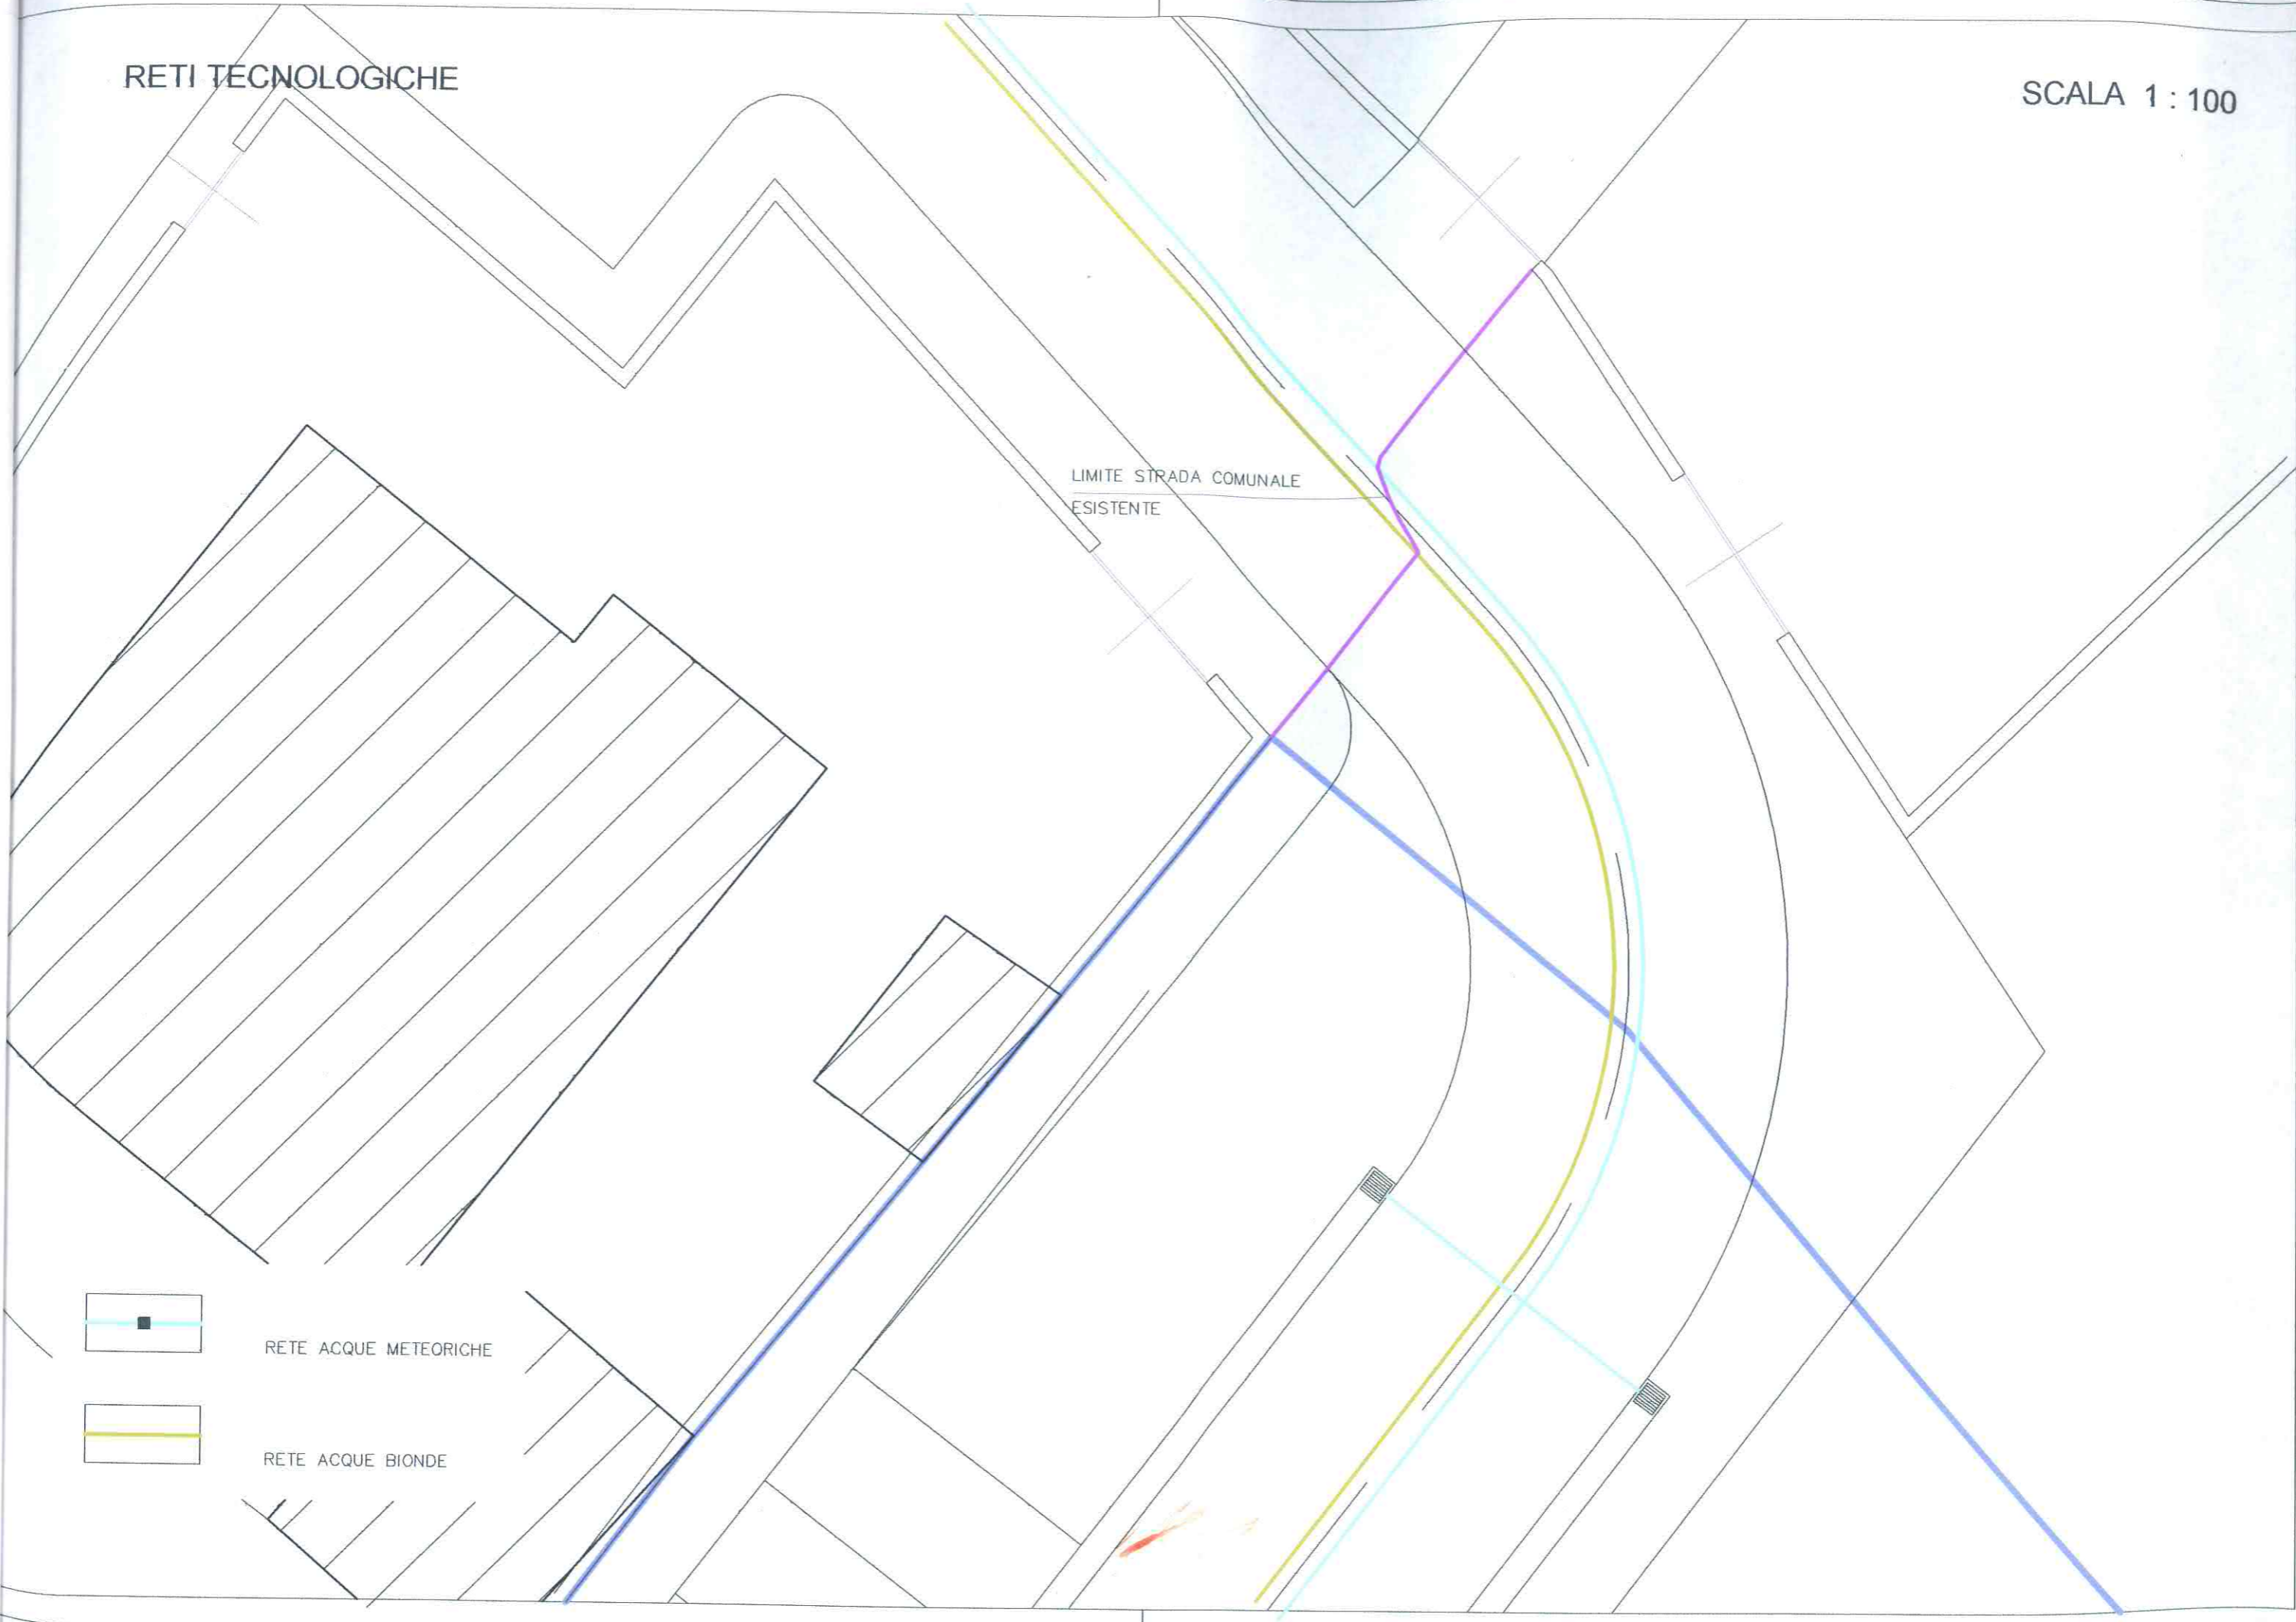 RETI TECNOLOGICHE
SCALA 1 : 100
LIMITE STRADA COMUNALE
ESISTENTE
RETE ACQUE METEORICHE
RETE ACQUE BIONDE